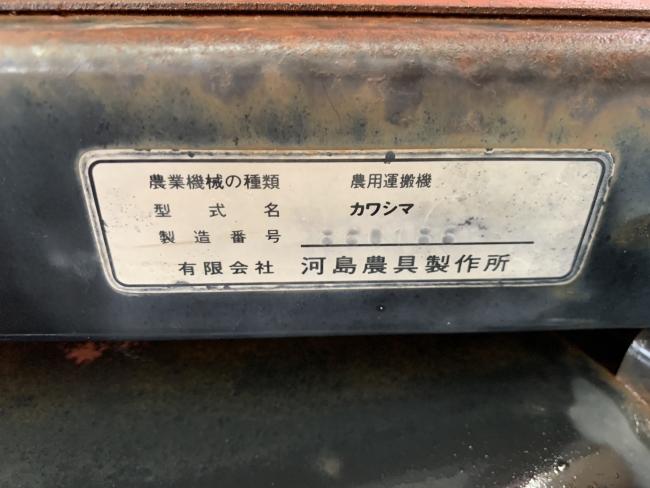 農業機械の種類 農用運搬機
型式名 カワシマ
製造番号
有限会社 河島農具製作所